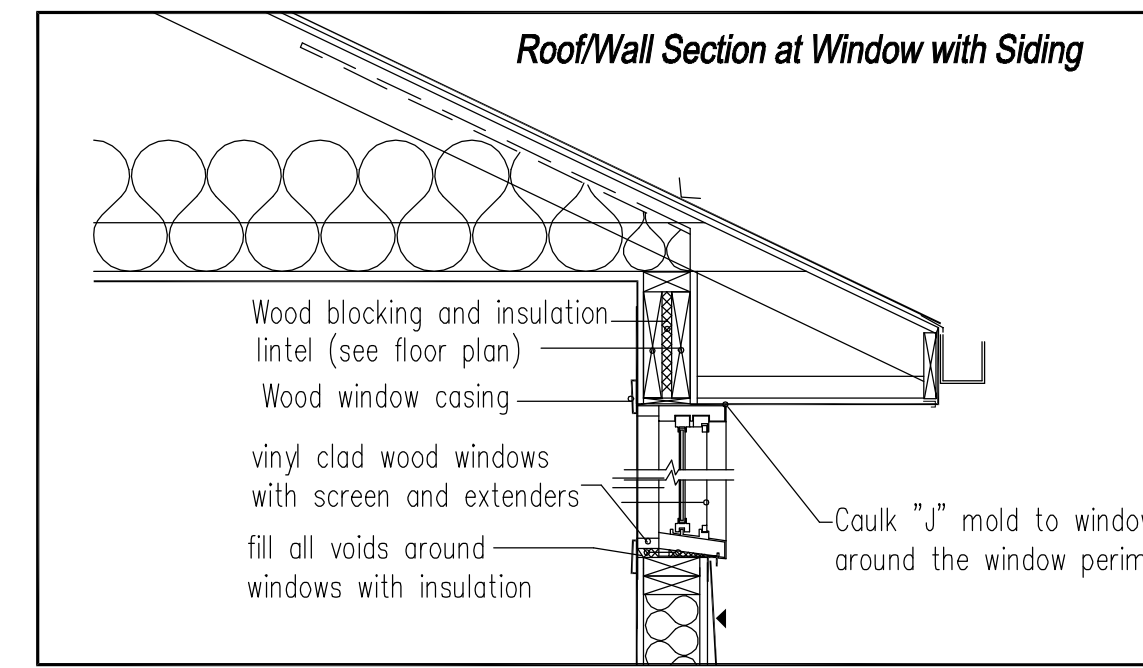 Roof/Wall Section at Window with Siding
Wood blocking and insulation
lintel (see floor plan)
Wood window casing
vinyl clad wood windows
with screen and extenders
fill all voids around
windows with insulation
Caulk "J" mold to
around the window